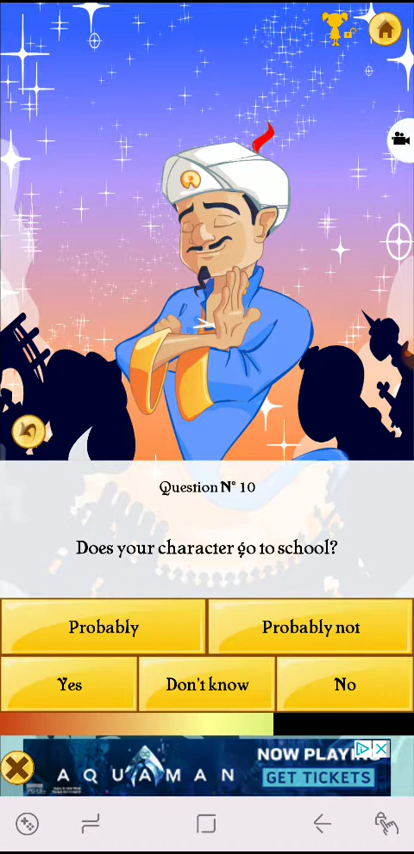 Question N° 10
Does your character go to school?
Probably
Probably not
Yes
Don't know
No
AQUAMAN
NOW PLAYING
GET TICKETS